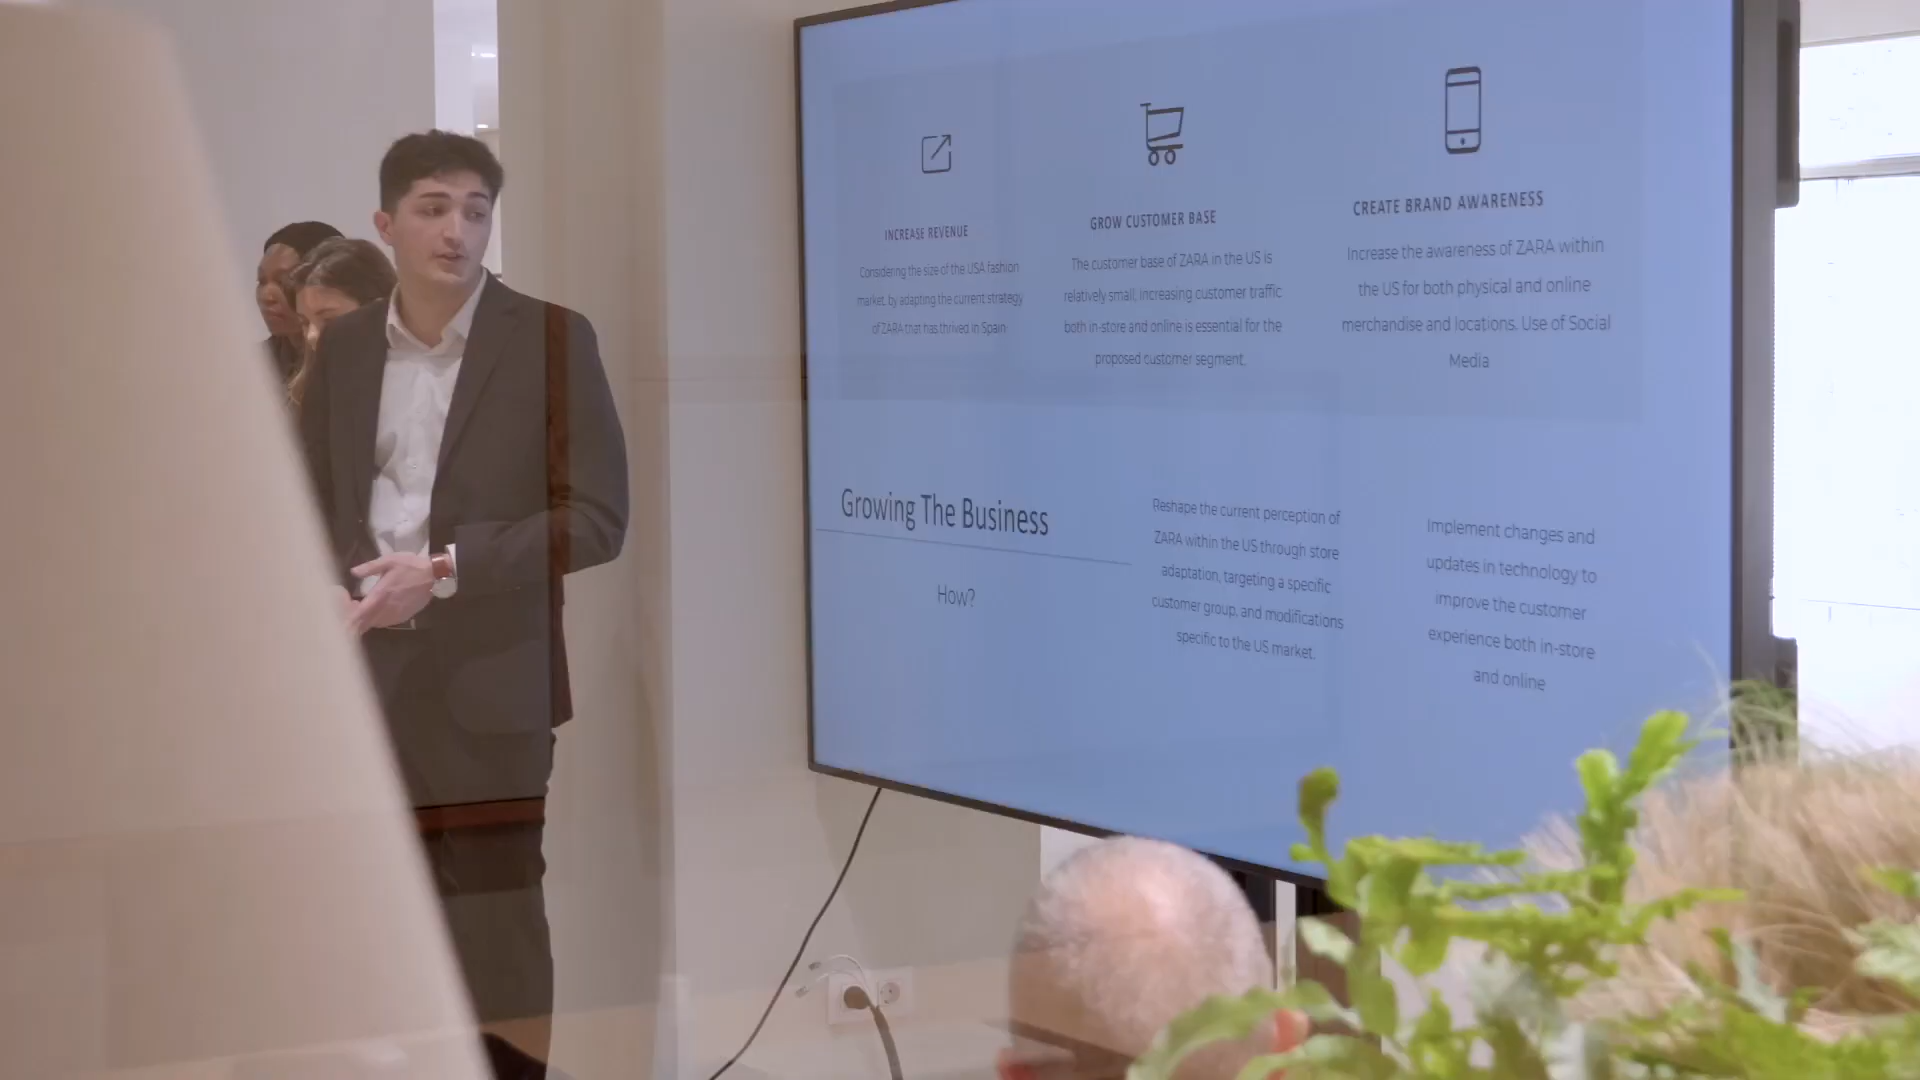 INCREASE REVENUE
Considering the size of the USA fashion
market, by adapting the current strategy
of ZARA that has thrived in Spain
GROW CUSTOMER BASE
The customer base of ZARA in the US is
relatively small, increasing customer traffic
both in-store and online is essential for the
proposed customer segment.
CREATE BRAND AWARENESS
Increase the awareness of ZARA within
the US for both physical and online
merchandise and locations. Use of Social
Media
Growing The Business
How?
Reshape the current perception of
ZARA within the US through store
adaptation, targeting a specific
customer group, and modifications
specific to the US market.
Implement changes and
updates in technology to
improve the customer
experience both in-store
and online